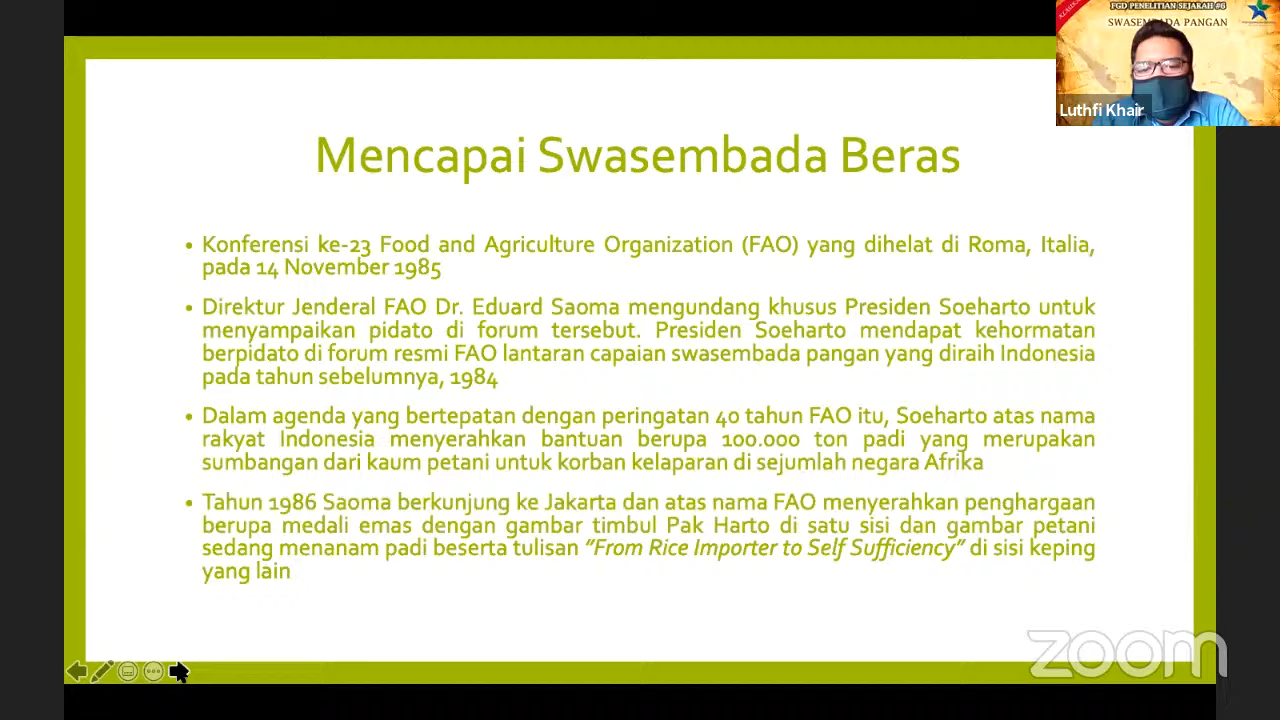 FGD PENELITIAN SEJARAH #6
SWASEMBADA PANGAN
Luthfi Khair
Mencapai Swasembada Beras
• Konferensi ke-23 Food and Agriculture Organization (FAO) yang dihelat di Roma, Italia,
pada 14 November 1985
• Direktur Jenderal FAO Dr. Eduard Saoma mengundang khusus Presiden Soeharto untuk
menyampaikan pidato di forum tersebut. Presiden Soeharto mendapat kehormatan
berpidato di forum resmi FAO lantaran capaian swasembada pangan yang diraih Indonesia
pada tahun sebelumnya, 1984
• Dalam agenda yang bertepatan dengan peringatan 40 tahun FAO itu, Soeharto atas nama
rakyat Indonesia menyerahkan bantuan berupa 100.000 ton padi yang merupakan
sumbangan dari kaum petani untuk korban kelaparan di sejumlah negara Afrika
• Tahun 1986 Saoma berkunjung ke Jakarta dan atas nama FAO menyerahkan penghargaan
berupa medali emas dengan gambar timbul Pak Harto di satu sisi dan gambar petani
sedang menanam padi beserta tulisan "From Rice Importer to Self Sufficiency" di sisi keping
yang lain
zoom